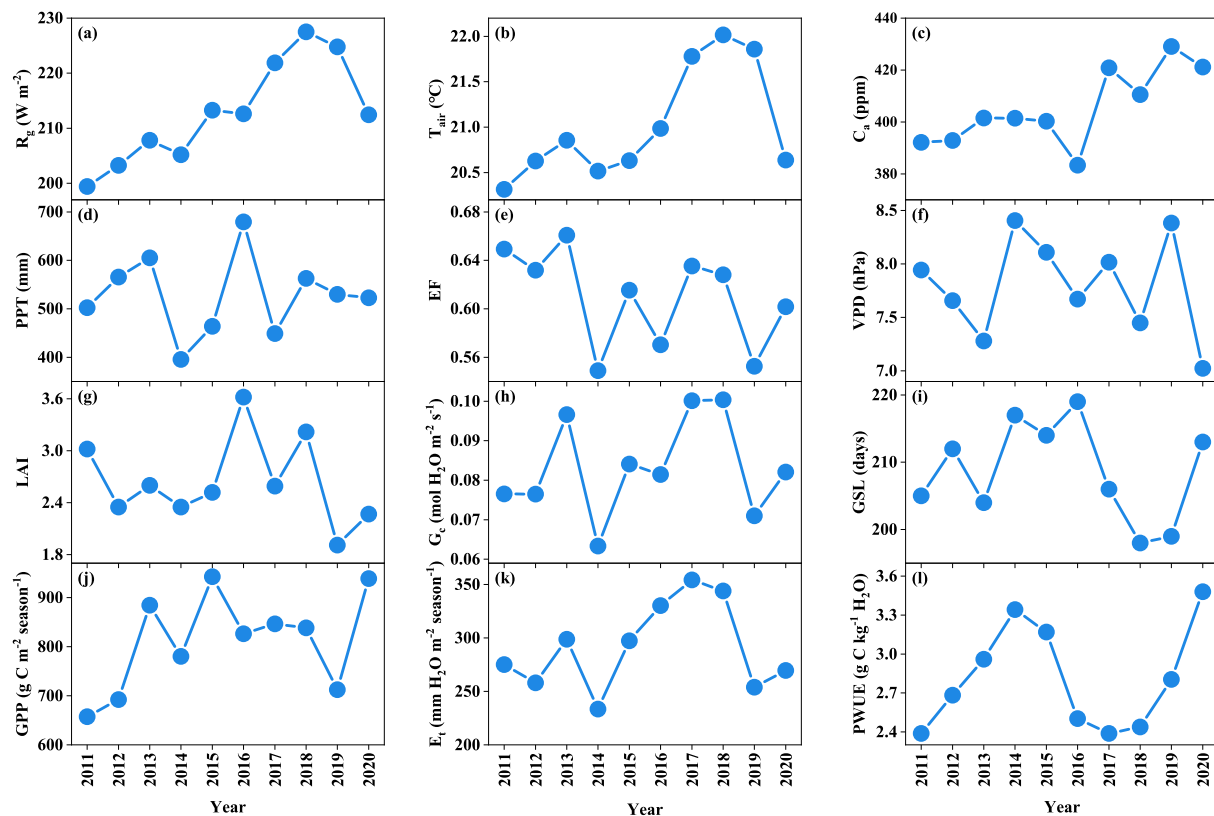 (a)
R_g (W m⁻²)
230
220
210
200
(b)
T_air (°C)
22.0
21.5
21.0
20.5
(c)
C_a (ppm)
440
420
400
380
(d)
PPT (mm)
700
600
500
400
(e)
EF
0.68
0.64
0.60
0.56
(f)
VPD (hPa)
8.5
8.0
7.5
7.0
(g)
LAI
3.6
3.0
2.4
1.8
(h)
G_c (mol H₂O m⁻² s⁻¹)
0.10
0.09
0.08
0.07
0.06
(i)
GSL (days)
220
210
200
(j)
GPP (g C m⁻² season⁻¹)
900
800
700
600
(k)
E_t (mm H₂O m⁻² season⁻¹)
350
300
250
200
(l)
PWUE (g C kg⁻¹ H₂O)
3.6
3.3
3.0
2.7
2.4
2011 2012 2013 2014 2015 2016 2017 2018 2019 2020
Year
2011 2012 2013 2014 2015 2016 2017 2018 2019 2020
Year
2011 2012 2013 2014 2015 2016 2017 2018 2019 2020
Year